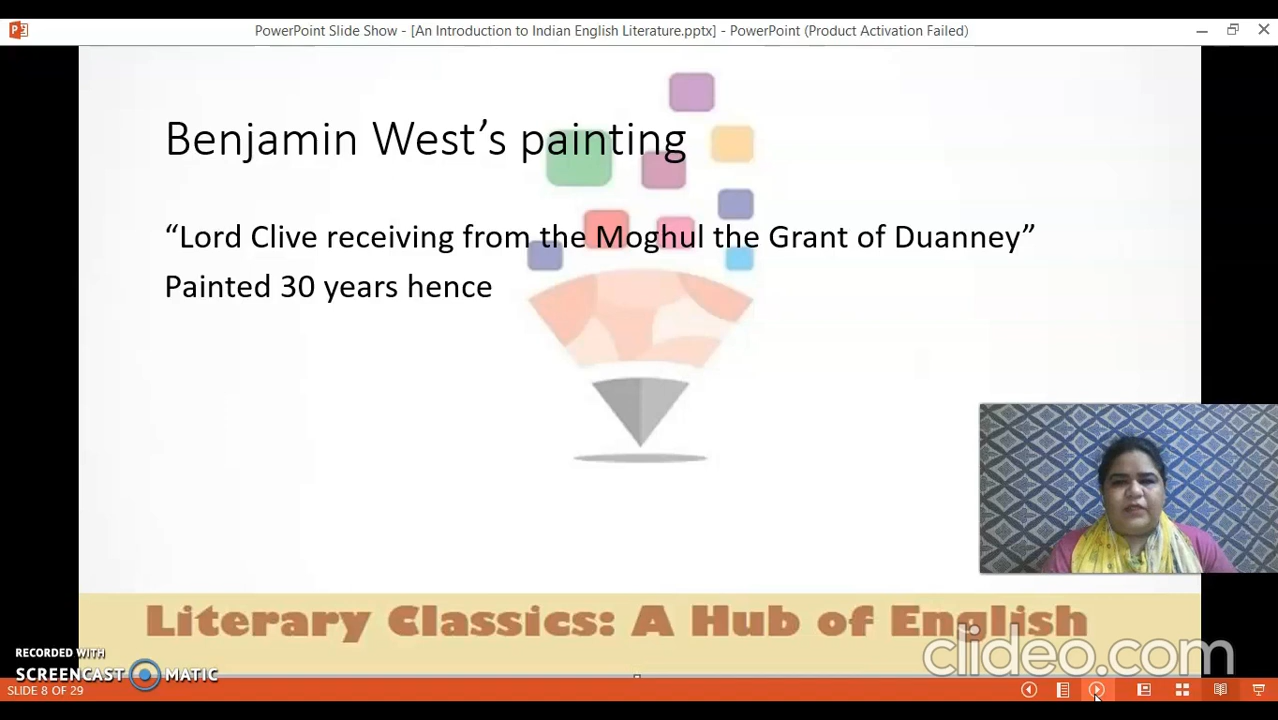 PowerPoint Slide Show - [An Introduction to Indian English Literature.pptx] - PowerPoint (Product Activation Failed)
Benjamin West’s painting
“Lord Clive receiving from the Moghul the Grant of Duanney”
Painted 30 years hence
Literary Classics: A Hub of English
clideo.com
RECORDED WITH
SCREENCAST MATIC
SLIDE 8 OF 29